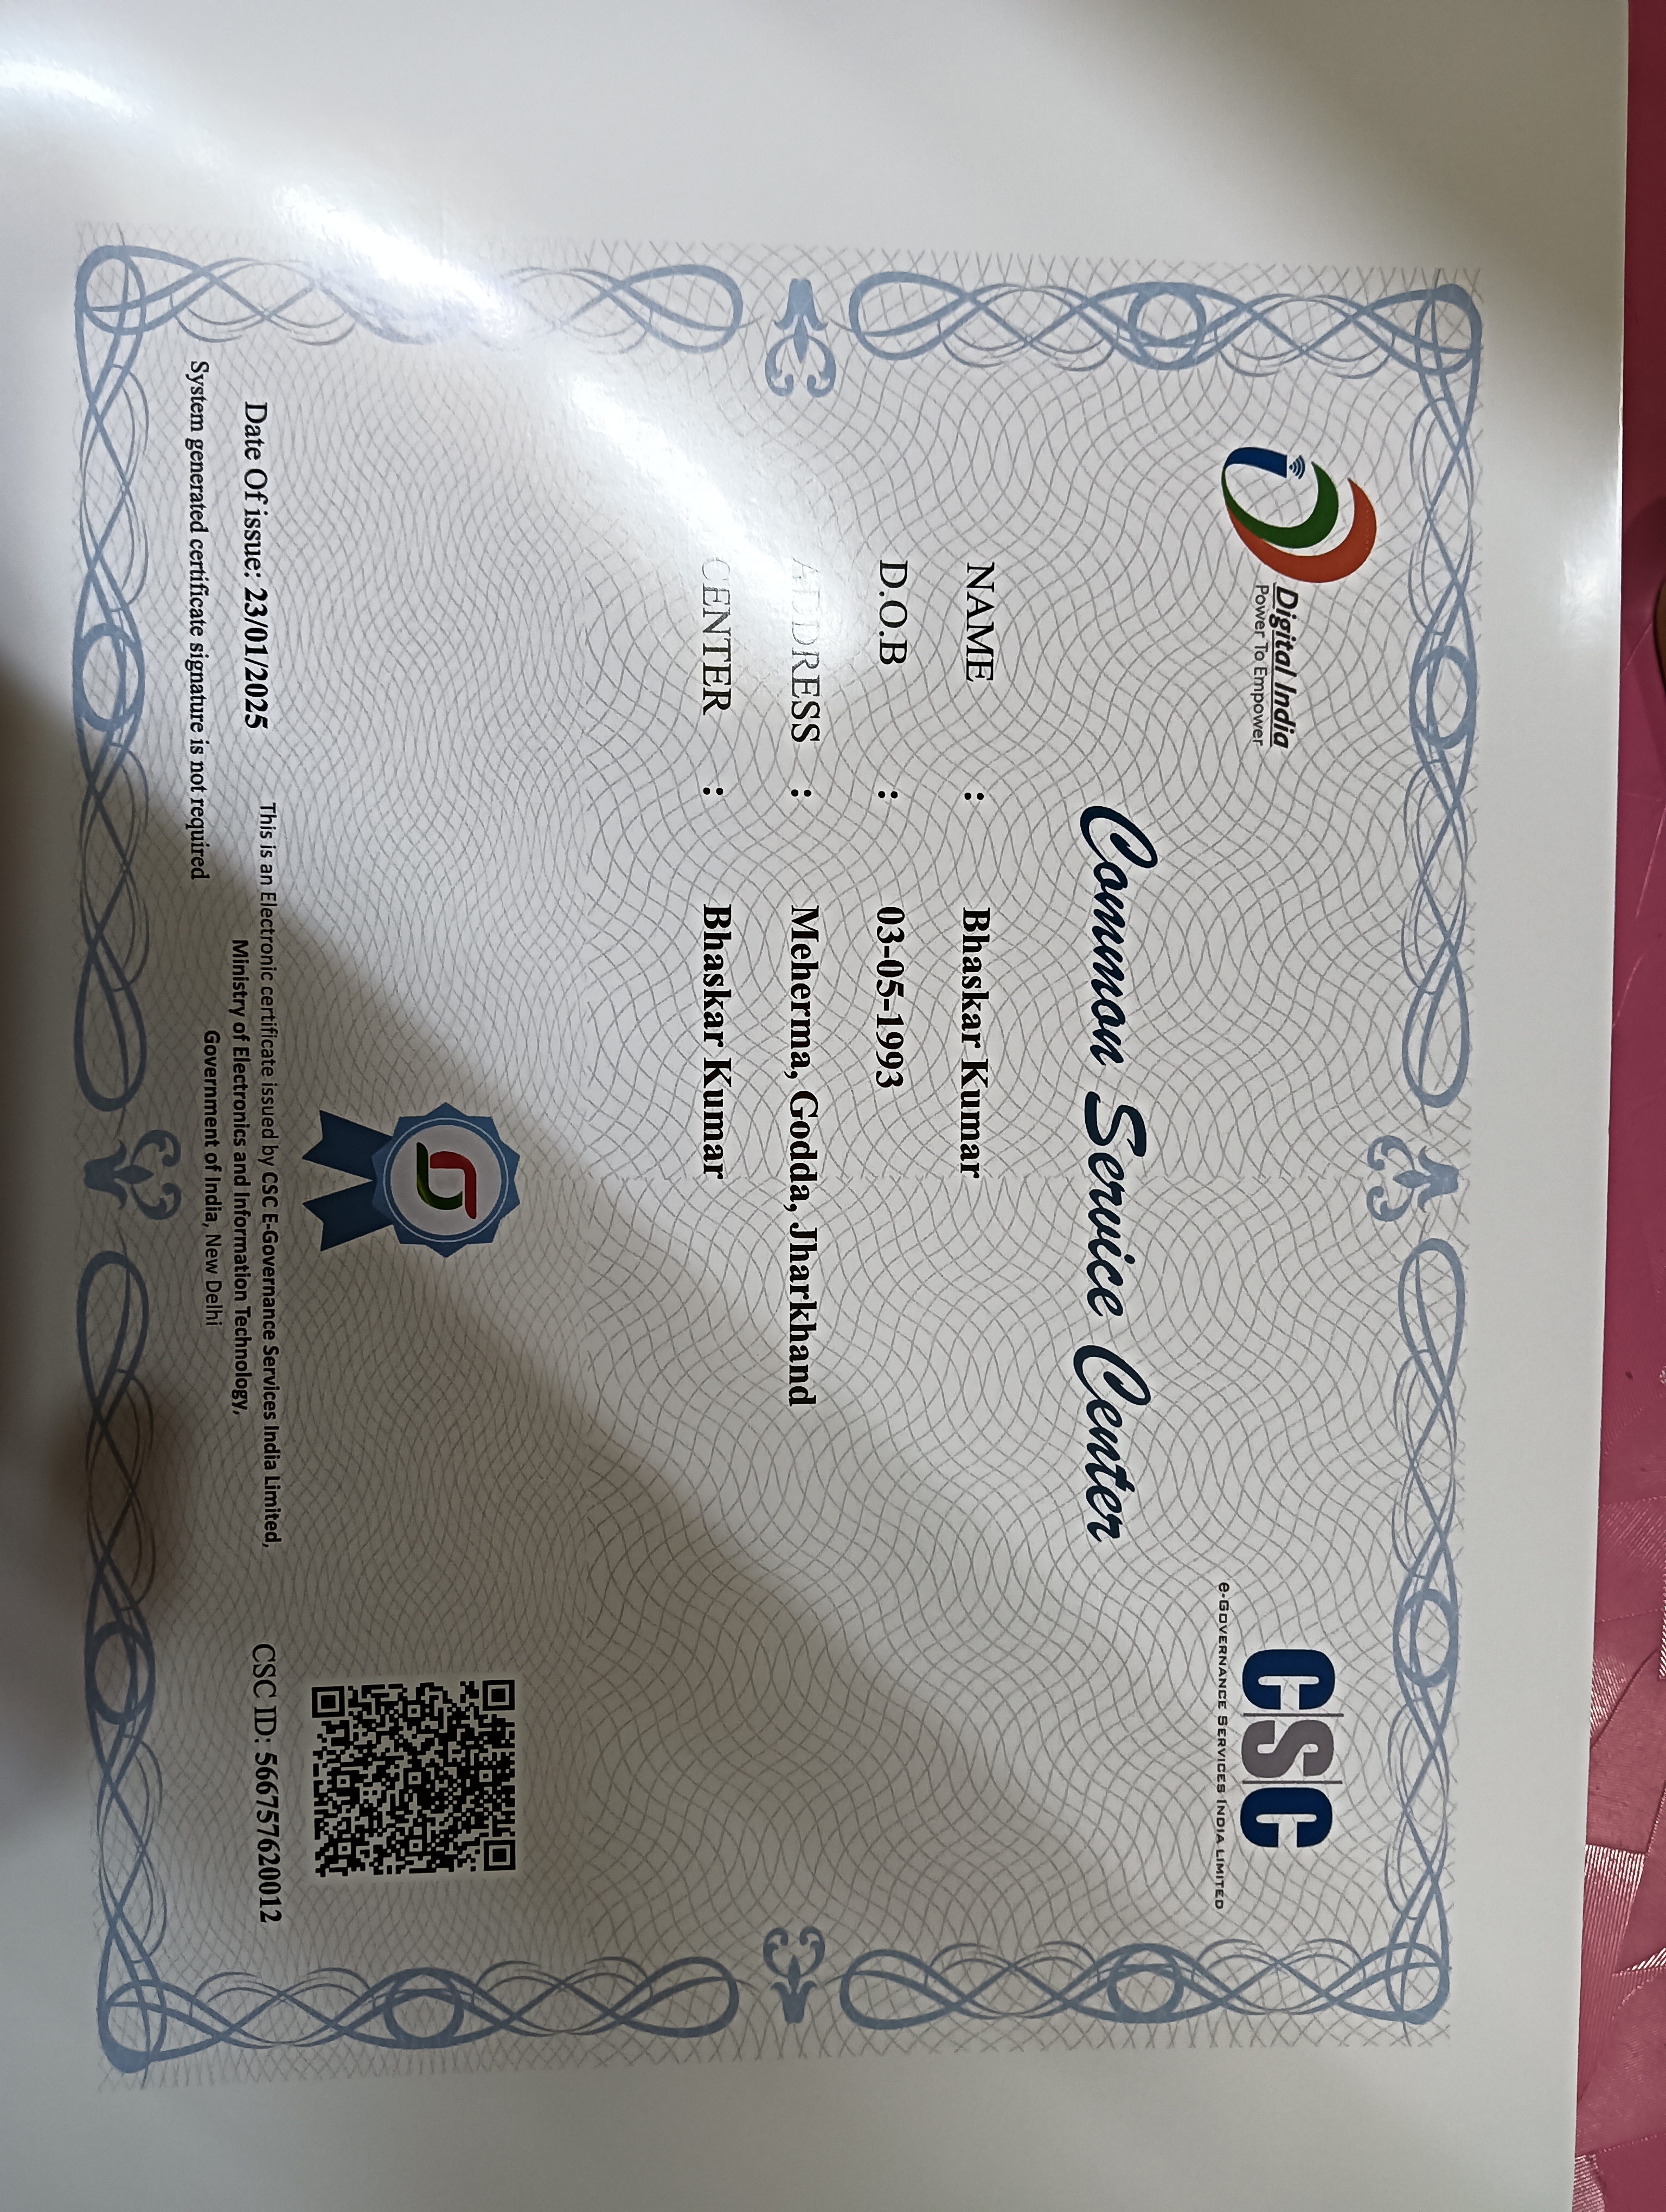 Digital India
Power To Empower
CSC
e-Governance Services India Limited
Common Service Center
NAME : Bhaskar Kumar
D.O.B : 03-05-1993
ADDRESS : Meherma, Godda, Jharkhand
CENTER : Bhaskar Kumar
Date Of issue: 23/01/2025
System generated certificate signature is not required
This is an Electronic certificate issued by CSC E-Governance Services India Limited,
Ministry of Electronics and Information Technology,
Government of India, New Delhi
CSC ID: 566757620012